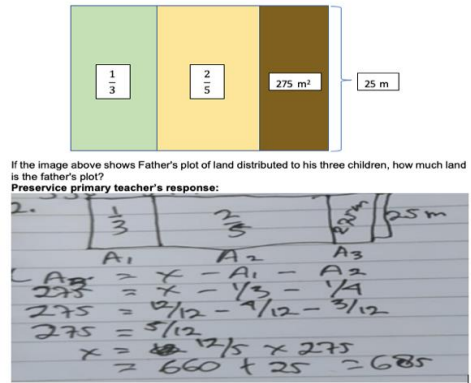 1/3 2/5 275 m² 25 m
If the image above shows Father's plot of land distributed to his three children, how much land
is the father's plot?
Preservice primary teacher's response:
2. 1/3 2/5 275m 25m
A1 A2 A3
A3 = x - A1 - A2
275 = x - 1/3 - 1/4
275 = 12/12 - 4/12 - 3/12
275 = 5/12
x = 12/5 x 275
= 660 + 25 = 685